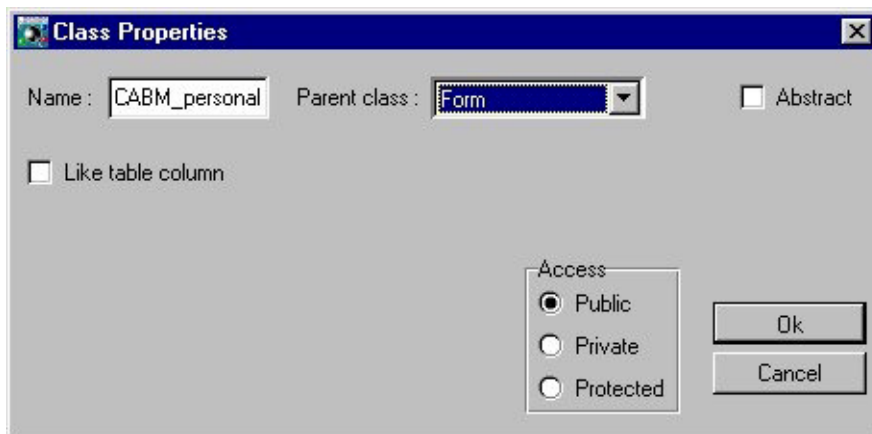 Class Properties
Name : CABM_personal Parent class : Form Abstract
Like table column
Access
Public
Private
Protected
Ok
Cancel